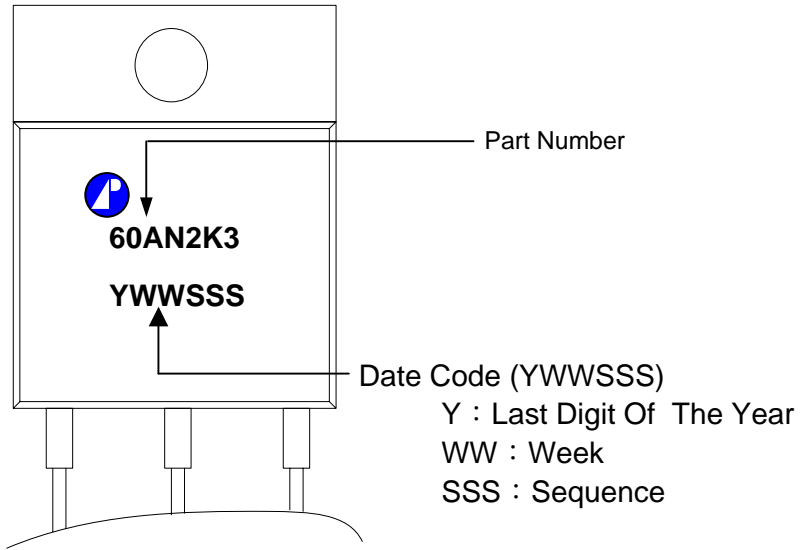 Part Number
60AN2K3
YWWSSS
Date Code (YWWSSS)
Y：Last Digit Of The Year
WW：Week
SSS：Sequence